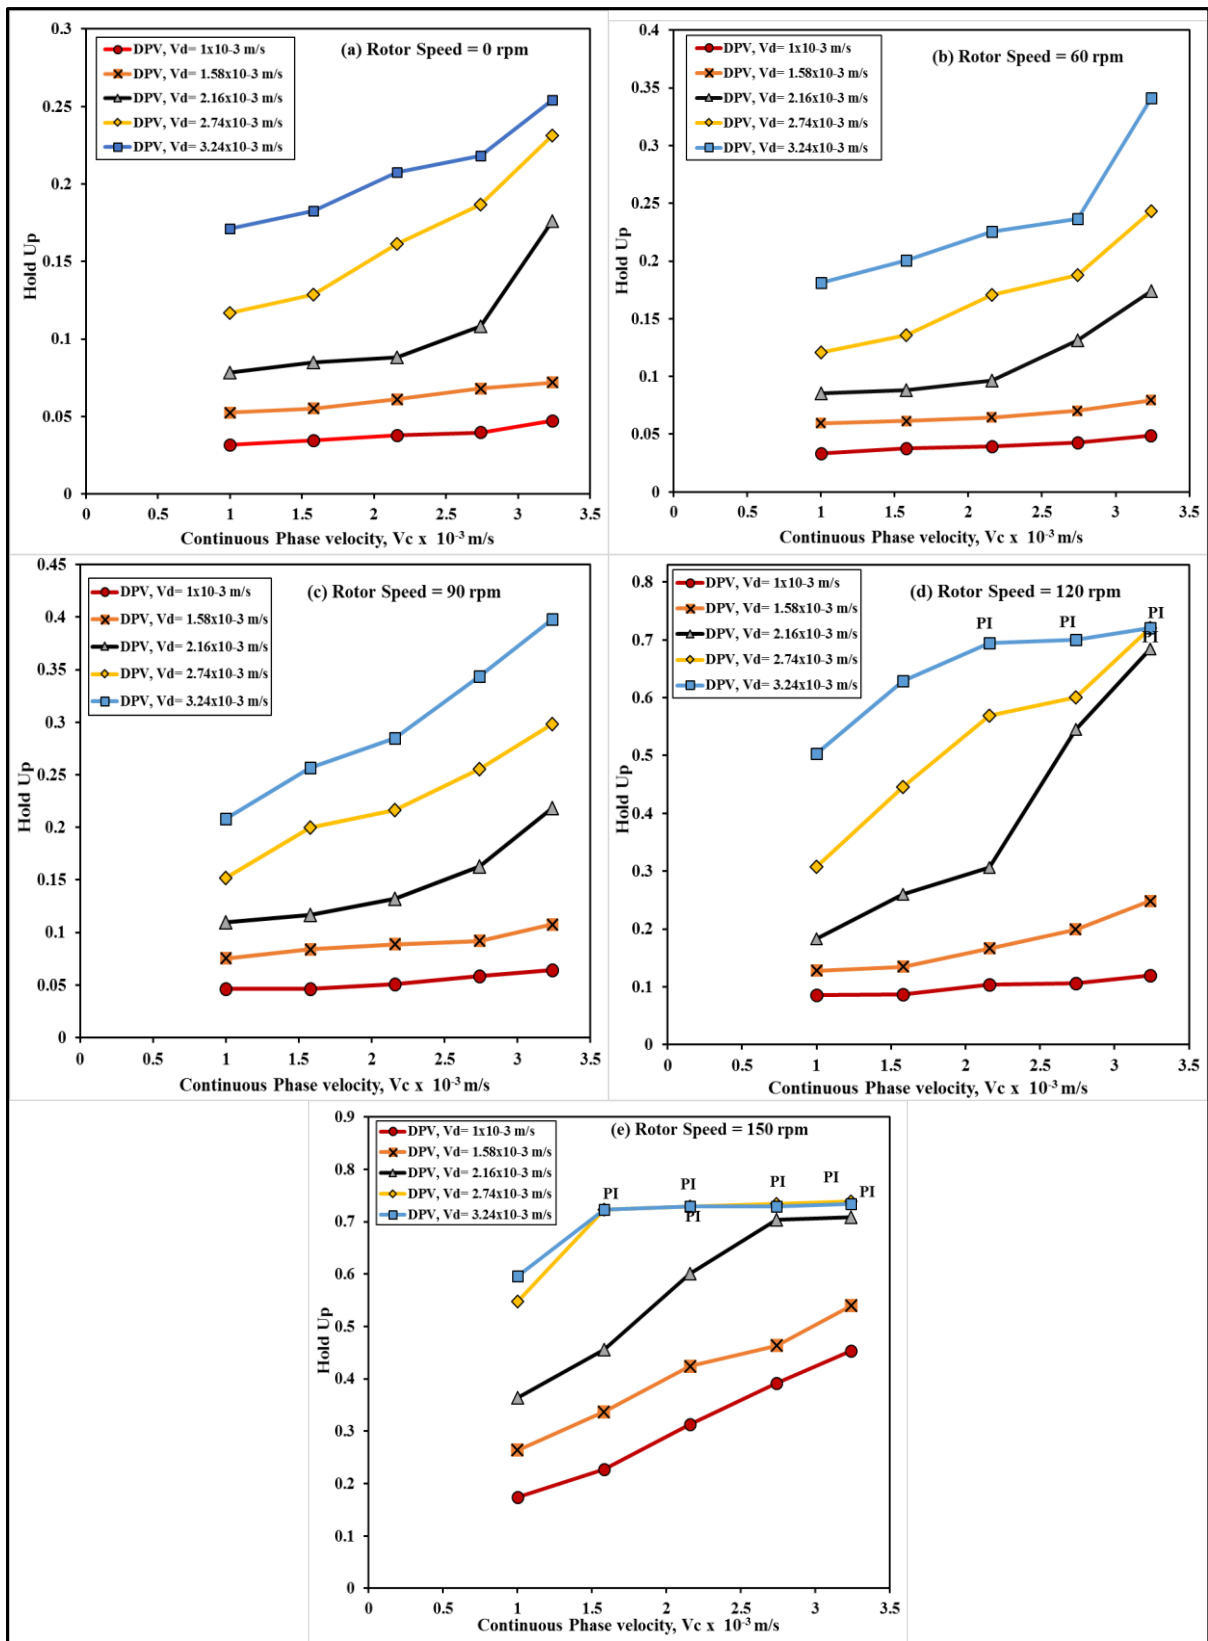 (a) Rotor Speed = 0 rpm
DPV, Vd= 1x10-3 m/s
DPV, Vd= 1.58x10-3 m/s
DPV, Vd= 2.16x10-3 m/s
DPV, Vd= 2.74x10-3 m/s
DPV, Vd= 3.24x10-3 m/s
0.3
0.25
0.2
0.15
0.1
0.05
0
Hold Up
0 0.5 1 1.5 2 2.5 3 3.5
Continuous Phase velocity, Vc x 10-3 m/s
(b) Rotor Speed = 60 rpm
DPV, Vd= 1x10-3 m/s
DPV, Vd= 1.58x10-3 m/s
DPV, Vd= 2.16x10-3 m/s
DPV, Vd= 2.74x10-3 m/s
DPV, Vd= 3.24x10-3 m/s
0.4
0.35
0.3
0.25
0.2
0.15
0.1
0.05
0
Hold Up
0 0.5 1 1.5 2 2.5 3 3.5
Continuous Phase velocity, Vc x 10-3 m/s
(c) Rotor Speed = 90 rpm
DPV, Vd= 1x10-3 m/s
DPV, Vd= 1.58x10-3 m/s
DPV, Vd= 2.16x10-3 m/s
DPV, Vd= 2.74x10-3 m/s
DPV, Vd= 3.24x10-3 m/s
0.45
0.4
0.35
0.3
0.25
0.2
0.15
0.1
0.05
0
Hold Up
0 0.5 1 1.5 2 2.5 3 3.5
Continuous Phase velocity, Vc x 10-3 m/s
(d) Rotor Speed = 120 rpm
DPV, Vd= 1x10-3 m/s
DPV, Vd= 1.58x10-3 m/s
DPV, Vd= 2.16x10-3 m/s
DPV, Vd= 2.74x10-3 m/s
DPV, Vd= 3.24x10-3 m/s
PI PI PI
PI
0.8
0.7
0.6
0.5
0.4
0.3
0.2
0.1
0
Hold Up
0 0.5 1 1.5 2 2.5 3 3.5
Continuous Phase velocity, Vc x 10-3 m/s
(e) Rotor Speed = 150 rpm
DPV, Vd= 1x10-3 m/s
DPV, Vd= 1.58x10-3 m/s
DPV, Vd= 2.16x10-3 m/s
DPV, Vd= 2.74x10-3 m/s
DPV, Vd= 3.24x10-3 m/s
PI PI PI PI PI
PI
0.9
0.8
0.7
0.6
0.5
0.4
0.3
0.2
0.1
0
Hold Up
0 0.5 1 1.5 2 2.5 3 3.5
Continuous Phase velocity, Vc x 10-3 m/s